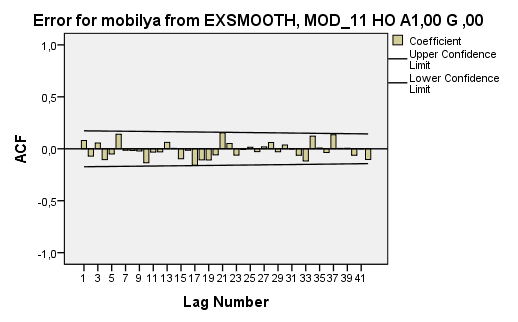 Error for mobilya from EXSMOOTH, MOD_11 HO A1,00 G ,00
1,0
0,5
0,0
-0,5
-1,0
ACF
1 3 5 7 9 11 13 15 17 19 21 23 25 27 29 31 33 35 37 39 41
Lag Number
Coefficient
Upper Confidence
Limit
Lower Confidence
Limit